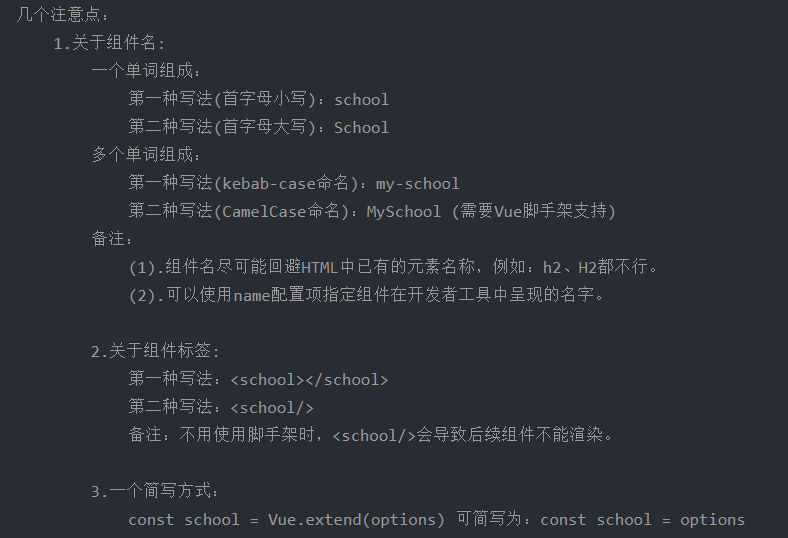 几个注意点:
1.关于组件名:
一个单词组成:
第一种写法(首字母小写): school
第二种写法(首字母大写): School
多个单词组成:
第一种写法(kebab-case命名): my-school
第二种写法(CamelCase命名): MySchool (需要Vue脚手架支持)
备注:
(1).组件名尽可能回避HTML中已有的元素名称，例如: h2、H2都不行。
(2).可以使用name配置项指定组件在开发者工具中呈现的名字。
2.关于组件标签:
第一种写法: <school></school>
第二种写法: <school/>
备注: 不用使用脚手架时，<school/>会导致后续组件不能渲染。
3.一个简写方式:
const school = Vue.extend(options) 可简写为: const school = options